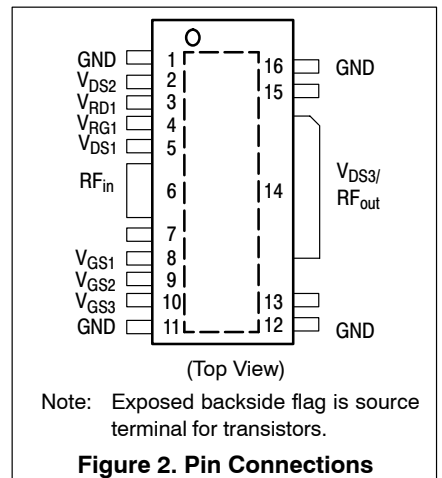 GND 1 16 GND
VDS2 2 15
VRD1 3
VRG1 4
VDS1 5
RFin 6 14 VDS3/
RFout
7
VGS1 8
VGS2 9
VGS3 10 13
GND 11 12 GND
(Top View)
Note: Exposed backside flag is source
terminal for transistors.
Figure 2. Pin Connections